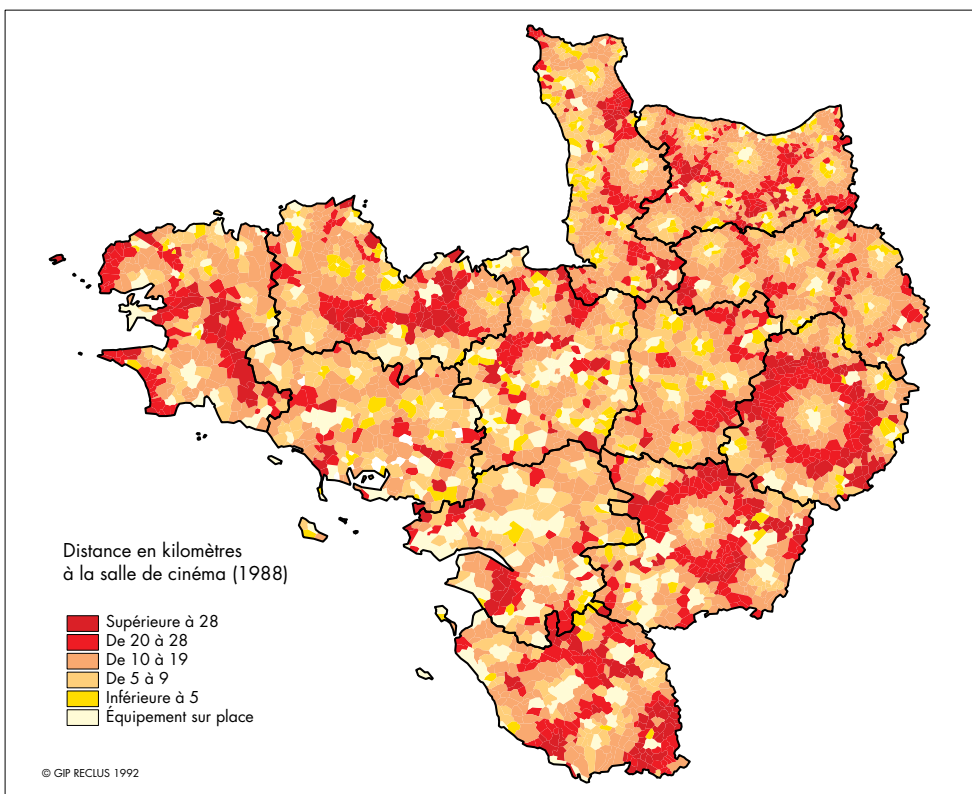 Distance en kilomètres
à la salle de cinéma (1988)
Supérieure à 28
De 20 à 28
De 10 à 19
De 5 à 9
Inférieure à 5
Équipement sur place
© GIP RECLUS 1992